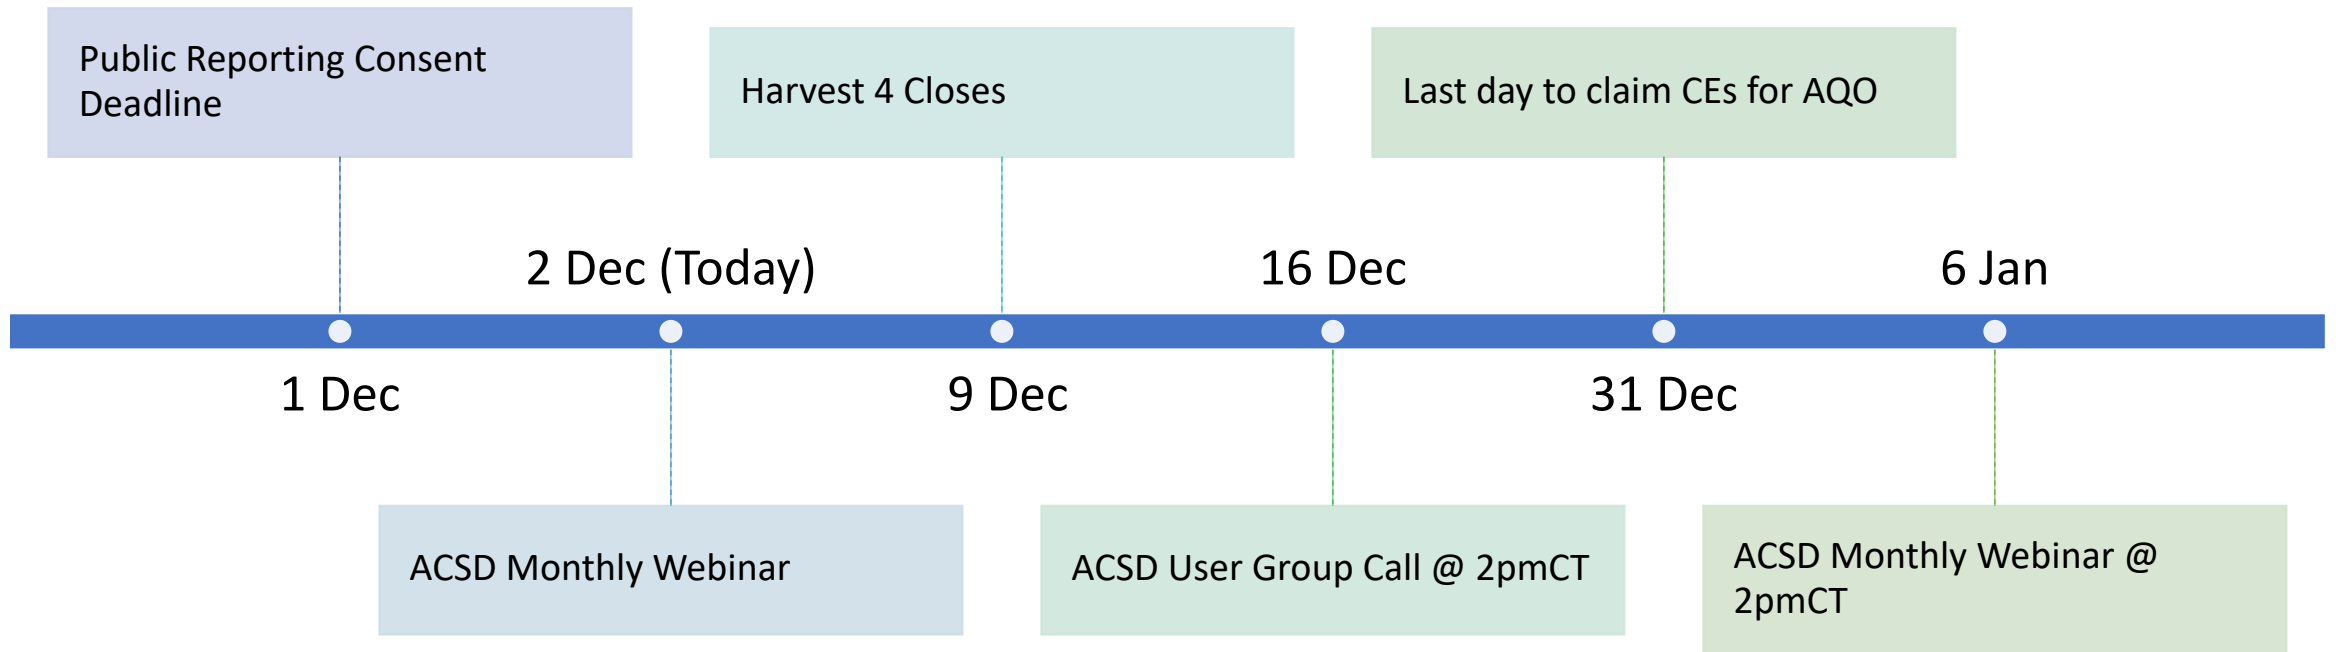 Public Reporting Consent
Deadline
Harvest 4 Closes
Last day to claim CEs for AQO
2 Dec (Today)
16 Dec
6 Jan
1 Dec
9 Dec
31 Dec
ACSD Monthly Webinar
ACSD User Group Call @ 2pmCT
ACSD Monthly Webinar @
2pmCT